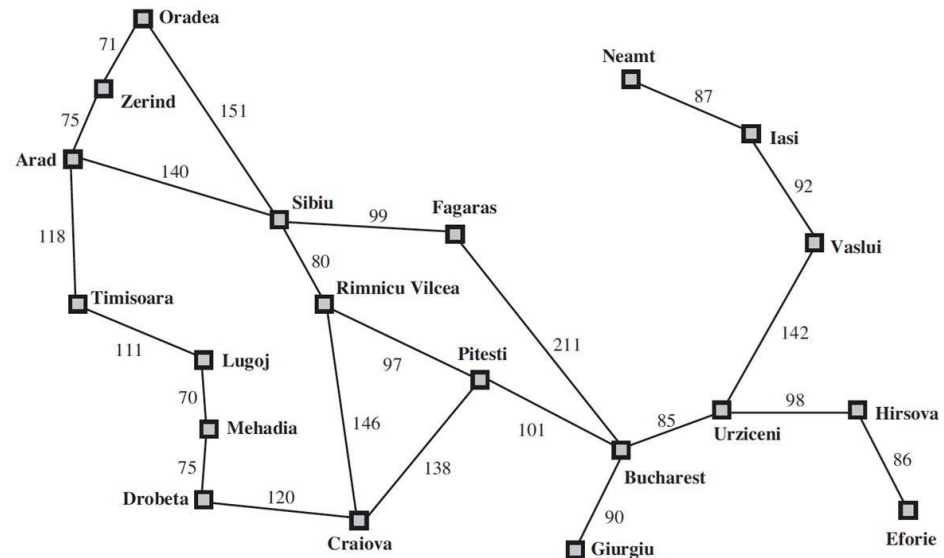 Oradea
71
Neamt
Zerind
87
151
75
Iasi
Arad
140
92
Sibiu
99
Fagaras
118
Vaslui
80
Timisoara
Rimnicu Vilcea
142
111
Lugoj
97
Pitesti
211
70
98
Hirsova
Mehadia
146
101
85
Urziceni
75
138
86
Bucharest
Drobeta
120
90
Craiova
Eforie
Giurgiu